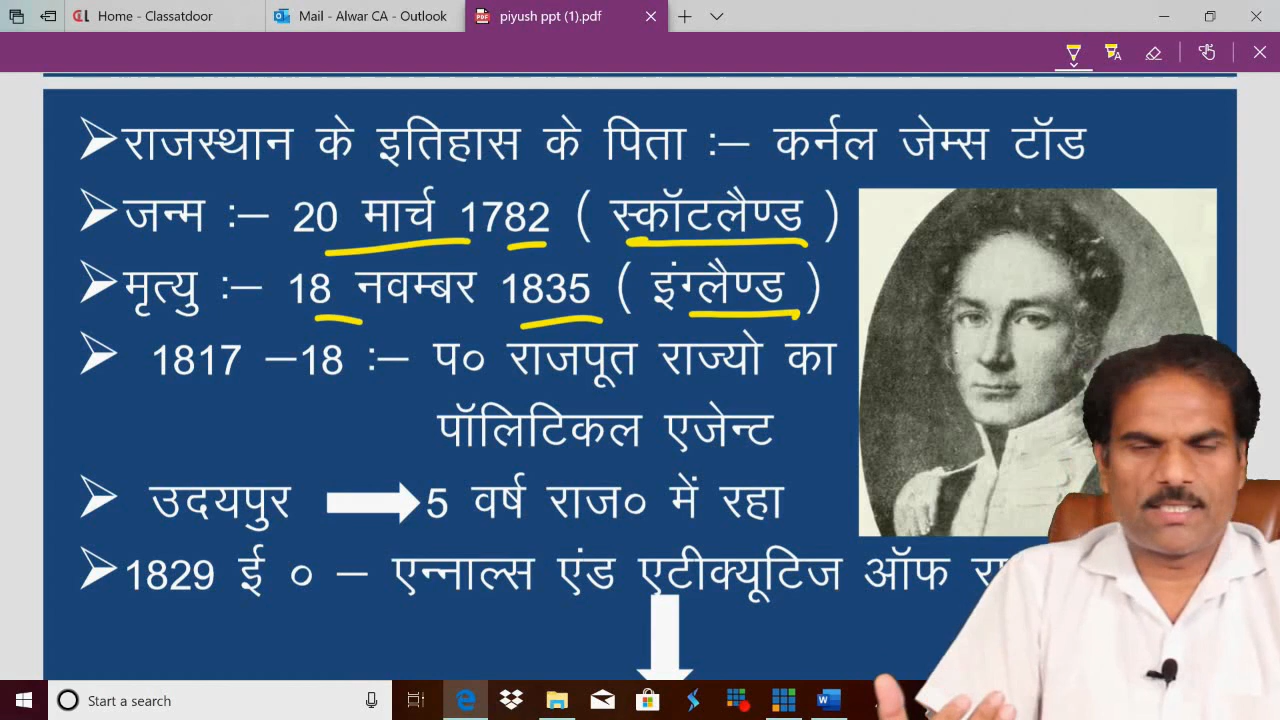 Home - Classatdoor
Mail - Alwar CA - Outlook
piyush ppt (1).pdf
राजस्थान के इतिहास के पिता :– कर्नल जेम्स टॉड
जन्म :– 20 मार्च 1782 ( स्कॉटलैण्ड )
मृत्यु :– 18 नवम्बर 1835 ( इंग्लैण्ड )
1817 –18 :– प० राजपूत राज्यो का
पॉलिटिकल एजेन्ट
उदयपुर 5 वर्ष राज० में रहा
1829 ई ० – एन्नाल्स एंड एटीक्यूटिज ऑफ
Start a search